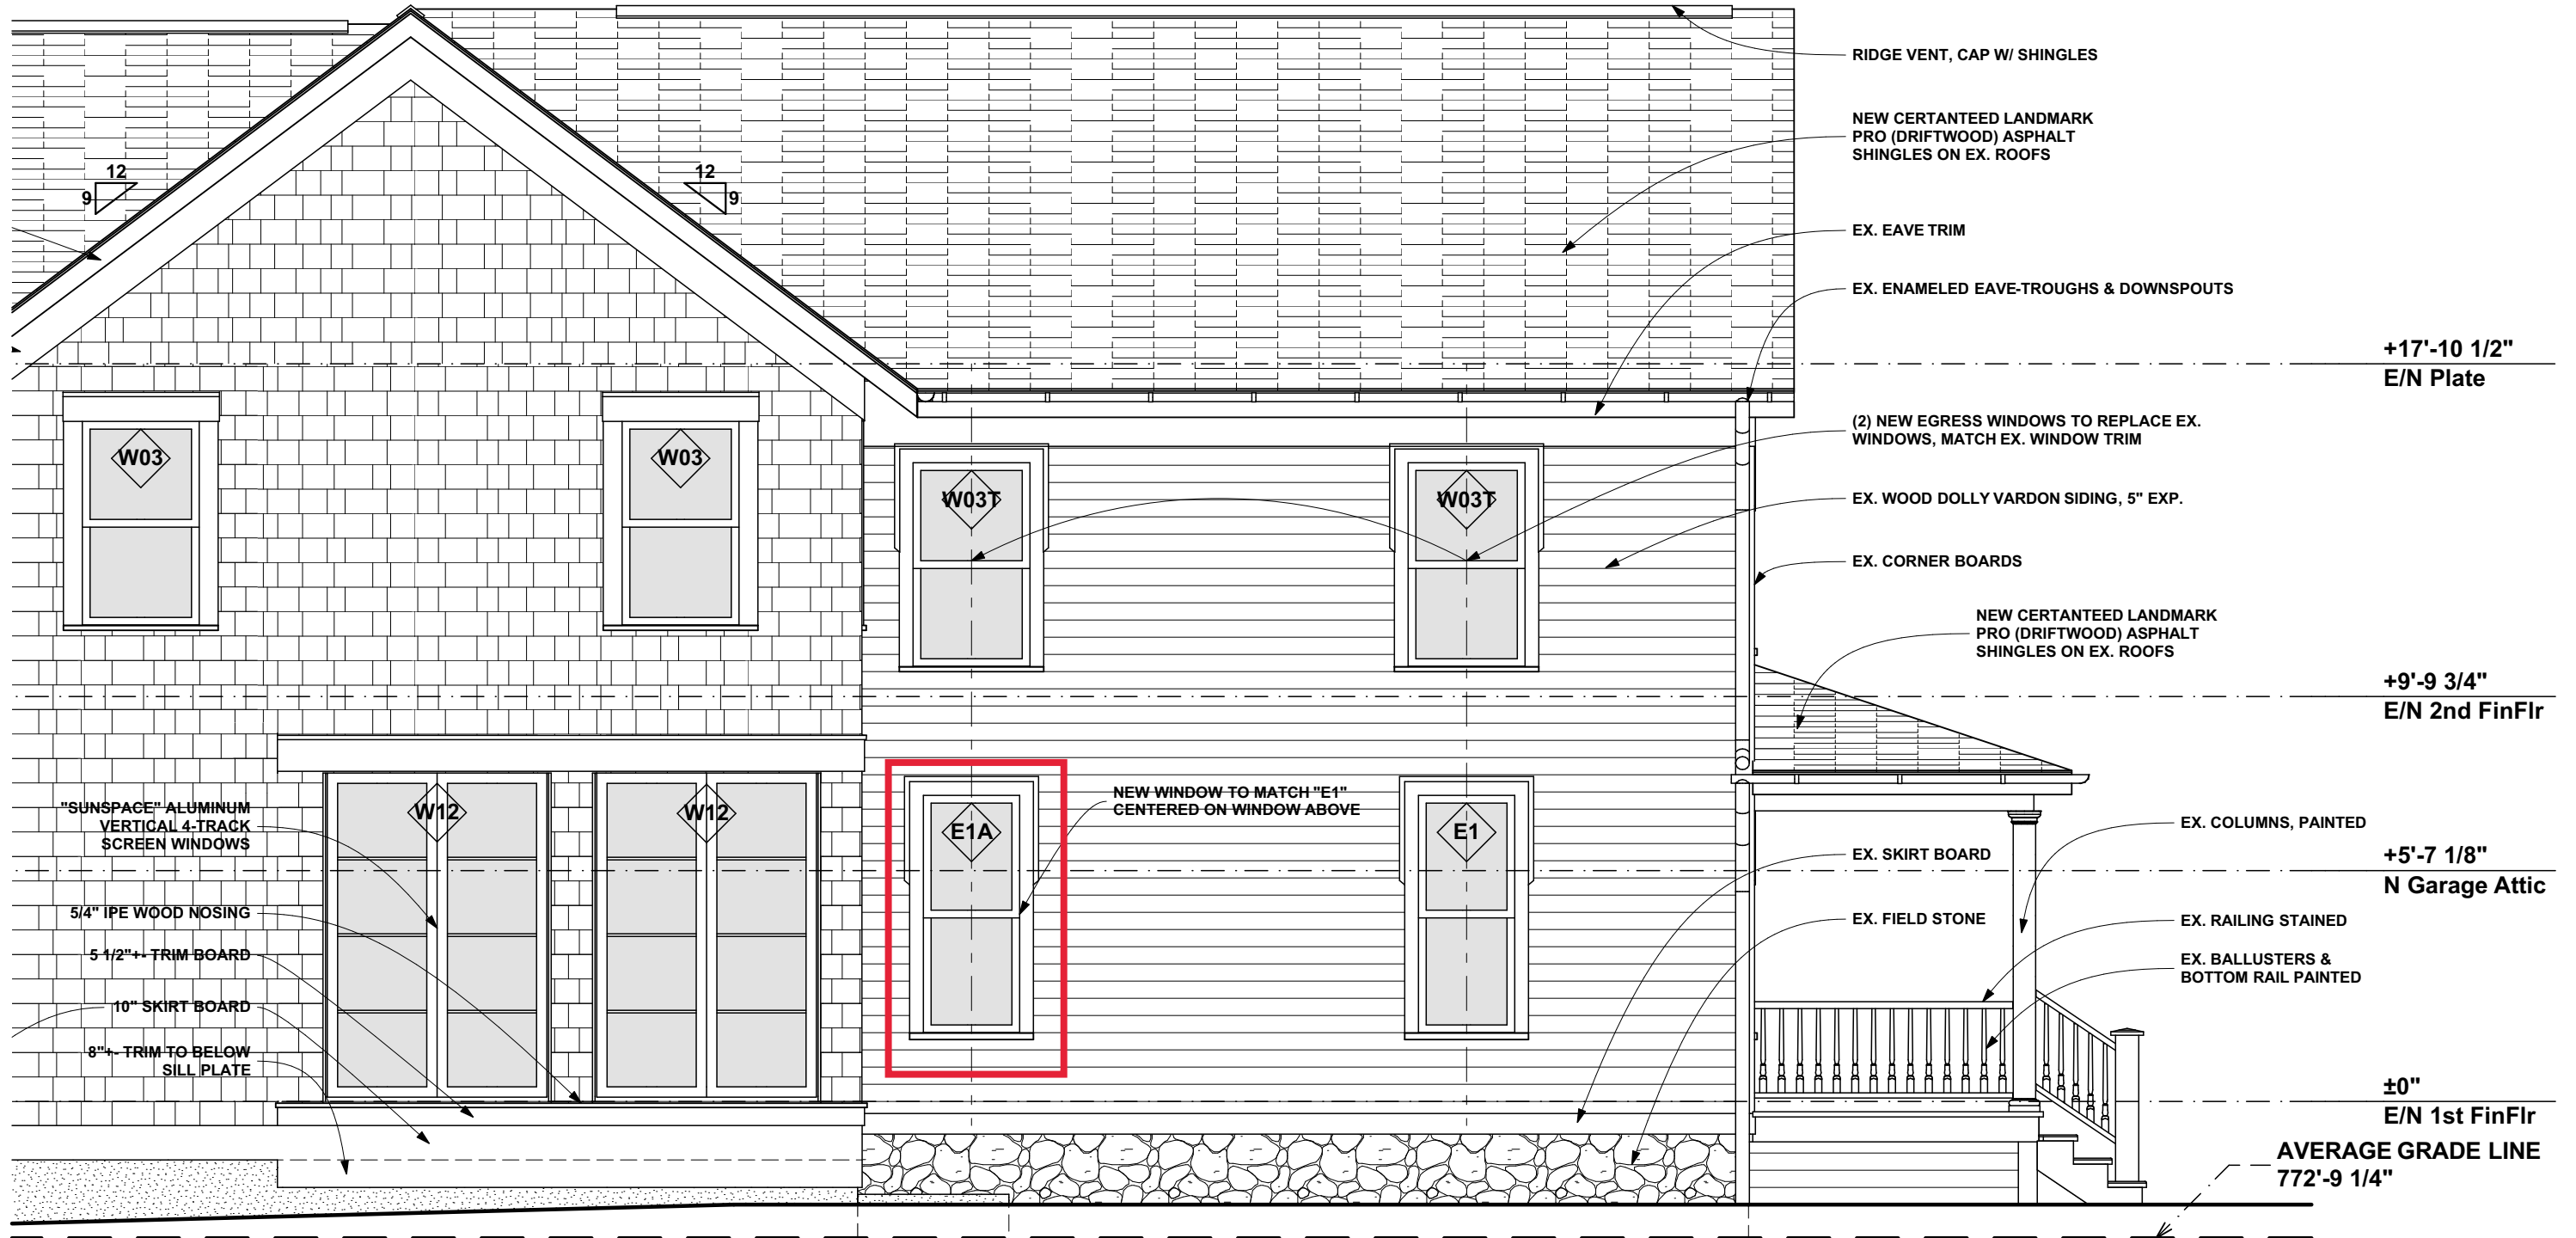 RIDGE VENT, CAP W/ SHINGLES
NEW CERTANTEED LANDMARK
PRO (DRIFTWOOD) ASPHALT
SHINGLES ON EX. ROOFS
12
9
12
9
EX. EAVE TRIM
EX. ENAMELED EAVE-TROUGHS & DOWNSPOUTS
+17'-10 1/2"
E/N Plate
(2) NEW EGRESS WINDOWS TO REPLACE EX.
WINDOWS, MATCH EX. WINDOW TRIM
W03
W03
W03T
W03T
EX. WOOD DOLLY VARDON SIDING, 5" EXP.
EX. CORNER BOARDS
NEW CERTANTEED LANDMARK
PRO (DRIFTWOOD) ASPHALT
SHINGLES ON EX. ROOFS
+9'-9 3/4"
E/N 2nd FinFlr
"SUNSPACE" ALUMINUM
VERTICAL 4-TRACK
SCREEN WINDOWS
W12
W12
E1A
NEW WINDOW TO MATCH "E1"
CENTERED ON WINDOW ABOVE
E1
EX. COLUMNS, PAINTED
EX. SKIRT BOARD
+5'-7 1/8"
N Garage Attic
5/4" IPE WOOD NOSING
EX. FIELD STONE
EX. RAILING STAINED
5 1/2"+- TRIM BOARD
EX. BALLUSTERS &
BOTTOM RAIL PAINTED
10" SKIRT BOARD
8"+- TRIM TO BELOW
SILL PLATE
±0"
E/N 1st FinFlr
AVERAGE GRADE LINE
772'-9 1/4"